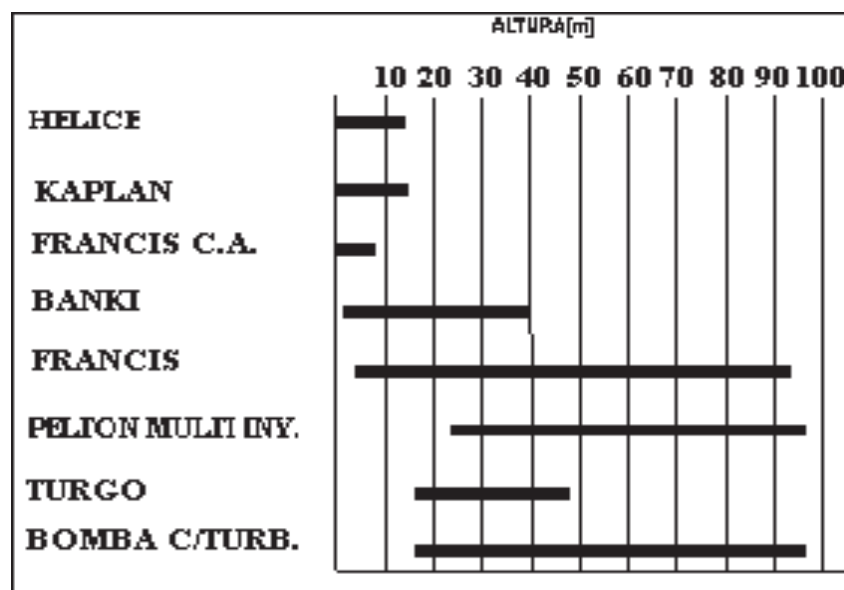 ALTURA[m]
10 20 30 40 50 60 70 80 90 100
HELICE
KAPLAN
FRANCIS C.A.
BANKI
FRANCIS
PELTON MULTI INY.
TURGO
BOMBA C/TURB.